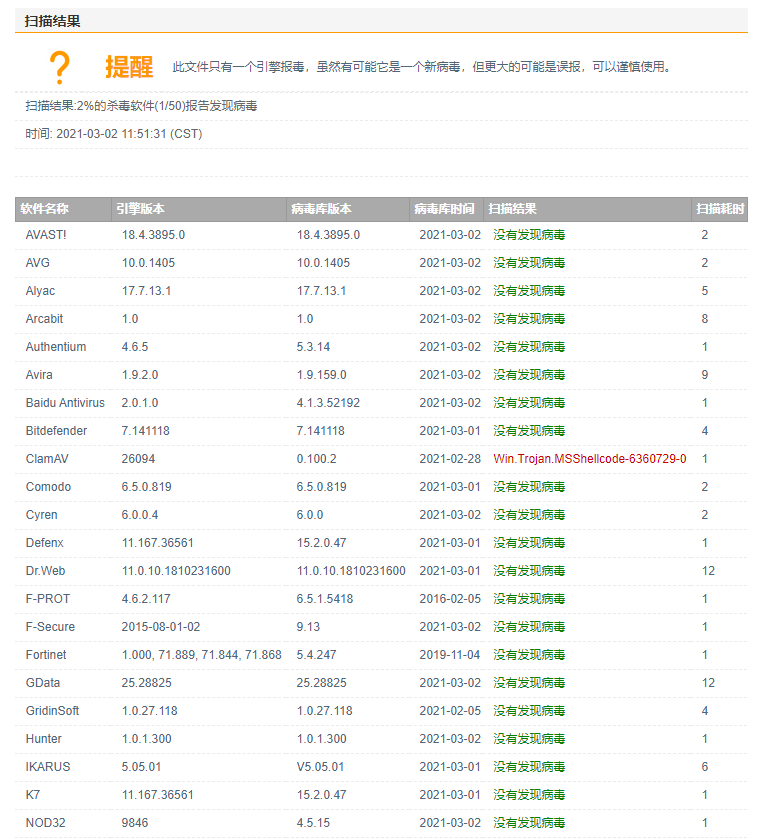 扫描结果
? 提醒 此文件只有一个引擎报毒，虽然有可能它是一个新病毒，但更大的可能是误报，可以谨慎使用。
扫描结果:2%的杀毒软件(1/50)报告发现病毒
时间: 2021-03-02 11:51:31 (CST)
软件名称 引擎版本 病毒库版本 病毒库时间 扫描结果 扫描耗时
AVAST! 18.4.3895.0 18.4.3895.0 2021-03-02 没有发现病毒 2
AVG 10.0.1405 10.0.1405 2021-03-02 没有发现病毒 2
Alyac 17.7.13.1 17.7.13.1 2021-03-02 没有发现病毒 5
Arcabit 1.0 1.0 2021-03-02 没有发现病毒 8
Authentium 4.6.5 5.3.14 2021-03-02 没有发现病毒 1
Avira 1.9.2.0 1.9.159.0 2021-03-02 没有发现病毒 9
Baidu Antivirus 2.0.1.0 4.1.3.52192 2021-03-02 没有发现病毒 1
Bitdefender 7.141118 7.141118 2021-03-01 没有发现病毒 4
ClamAV 26094 0.100.2 2021-02-28 Win.Trojan.MSShellcode-6360729-0 1
Comodo 6.5.0.819 6.5.0.819 2021-03-01 没有发现病毒 2
Cyren 6.0.0.4 6.0.0 2021-03-02 没有发现病毒 2
Defenx 11.167.36561 15.2.0.47 2021-03-01 没有发现病毒 1
Dr.Web 11.0.10.1810231600 11.0.10.1810231600 2021-03-01 没有发现病毒 12
F-PROT 4.6.2.117 6.5.1.5418 2016-02-05 没有发现病毒 1
F-Secure 2015-08-01-02 9.13 2021-03-02 没有发现病毒 1
Fortinet 1.000, 71.889, 71.844, 71.868 5.4.247 2019-11-04 没有发现病毒 1
GData 25.28825 25.28825 2021-03-02 没有发现病毒 12
GridinSoft 1.0.27.118 1.0.27.118 2021-02-05 没有发现病毒 4
Hunter 1.0.1.300 1.0.1.300 2021-03-02 没有发现病毒 1
IKARUS 5.05.01 V5.05.01 2021-03-01 没有发现病毒 6
K7 11.167.36561 15.2.0.47 2021-03-01 没有发现病毒 1
NOD32 9846 4.5.15 2021-03-02 没有发现病毒 1